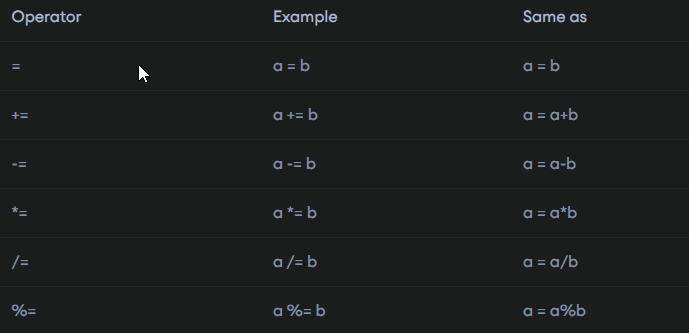 Operator Example Same as
= a = b a = b
+= a += b a = a+b
-= a -= b a = a-b
*= a *= b a = a*b
/= a /= b a = a/b
%= a %= b a = a%b